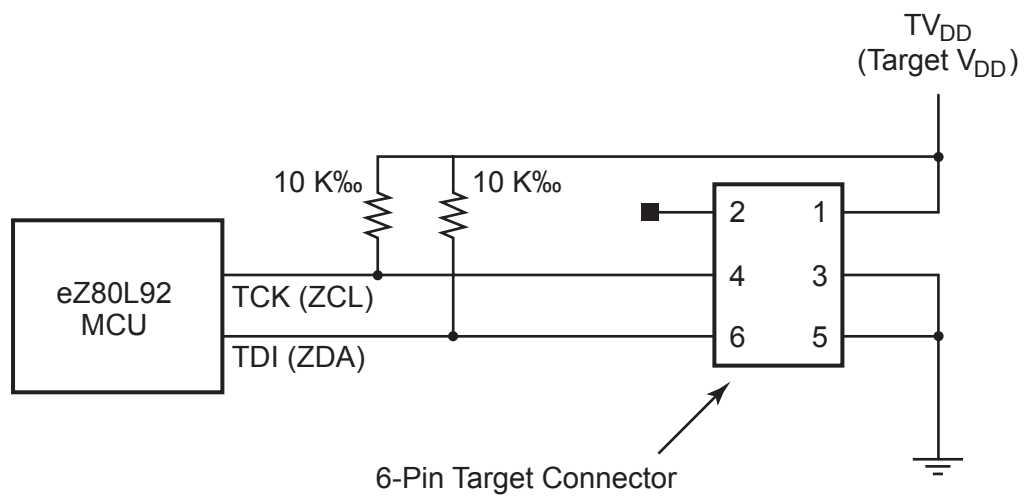 TVDD
(Target VDD)
10 K‰
10 K‰
2 1
eZ80L92
MCU
TCK (ZCL)
4 3
TDI (ZDA)
6 5
6-Pin Target Connector